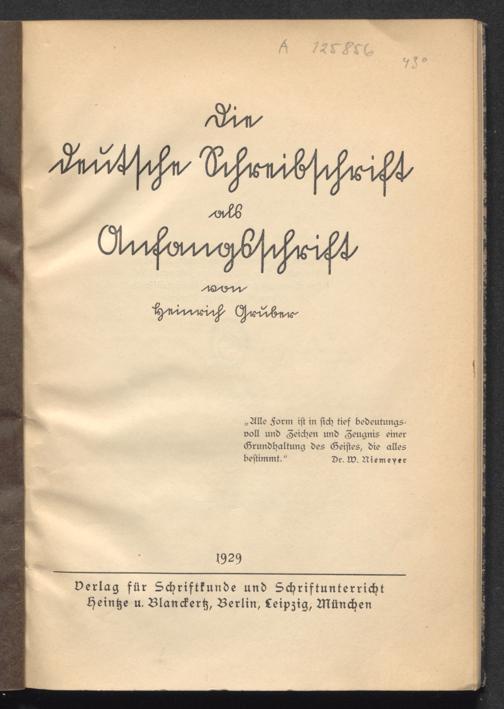 A 125856
43°
Die
deutsche Schreibschrift
als
Anfangsschrift
von
Heinrich Gruber
„Alle Form ist in sich tief bedeutungs-
voll und Zeichen und Zeugnis einer
Grundhaltung des Geistes, die alles
bestimmt.“ Dr. W. Niemeyer
1929
Verlag für Schriftkunde und Schriftunterricht
Heintze u. Blanckertz, Berlin, Leipzig, München